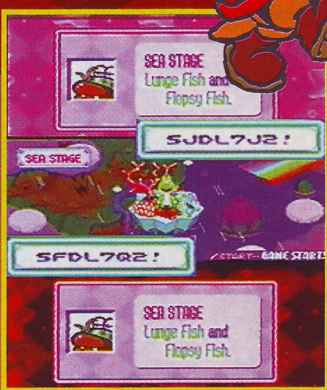 SEA STAGE
Lunge Fish and
Flopsy Fish.
SJDL7J2!
SEA STAGE
SFDL7Q2!
/START-GAME START!
SEA STAGE
Lunge Fish and
Flopsy Fish.